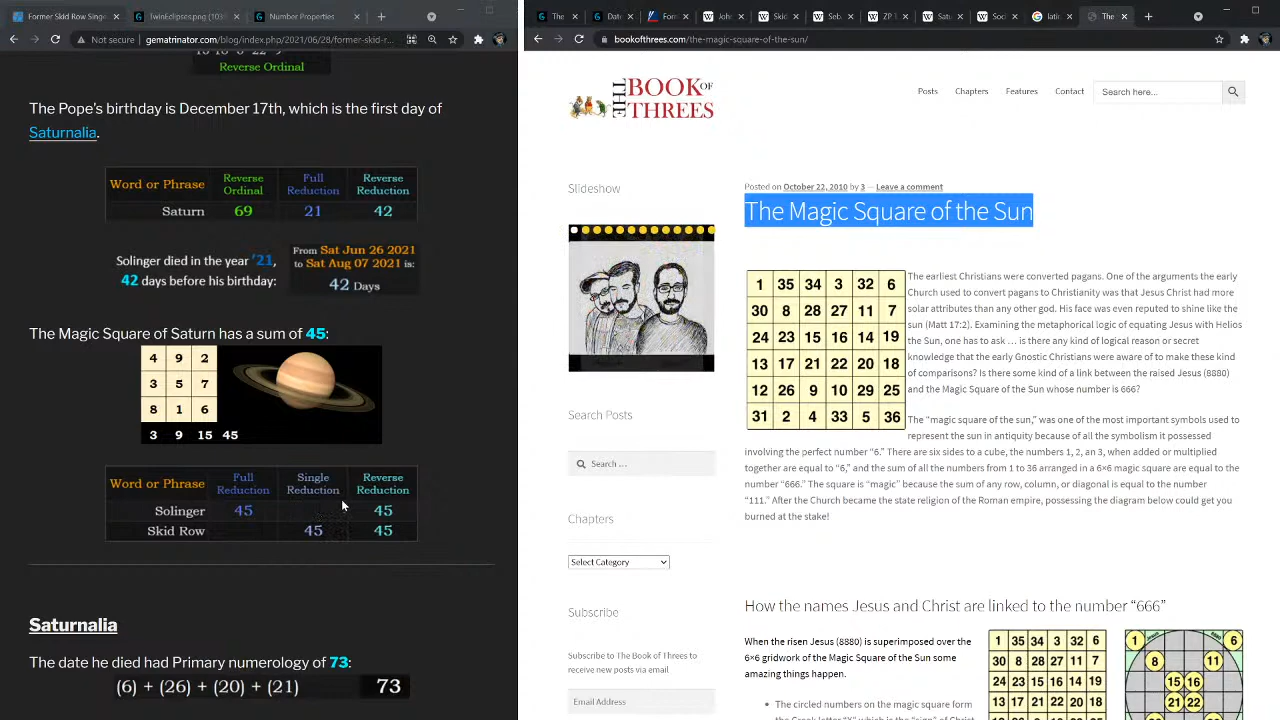 Former Skid Row Sing
TwinEclipses.png (103
Number Properties
Not secure
gematrinator.com/blog/index.php/2021/06/28/former-skid-r...
Reverse Ordinal
The Pope's birthday is December 17th, which is the first day of
Saturnalia.
Word or Phrase Reverse Ordinal Full Reduction Reverse Reduction
Saturn 69 21 42
Solinger died in the year '21,
42 days before his birthday:
From Sat Jun 26 2021
to Sat Aug 07 2021 is:
42 Days
The Magic Square of Saturn has a sum of 45:
4 9 2
3 5 7
8 1 6
3 9 15 45
Word or Phrase Full Reduction Single Reduction Reverse Reduction
Solinger 45 45
Skid Row 45 45
Saturnalia
The date he died had Primary numerology of 73:
(6) + (26) + (20) + (21) 73
The
Date
Form
John
Skid
Seb
ZP 1
Satu
Soci
latin
The
bookofthrees.com/the-magic-square-of-the-sun/
THE BOOK OF
THREES
Posts Chapters Features Contact Search here...
Slideshow
Search Posts
Search …
Chapters
Select Category
Subscribe
Subscribe to The Book of Threes to
receive new posts via email
Email Address
Posted on October 22, 2010 by 3 — Leave a comment
The Magic Square of the Sun
1 35 34 3 32 6
30 8 28 27 11 7
24 23 15 16 14 19
13 17 21 22 20 18
12 26 9 10 29 25
31 2 4 33 5 36
The earliest Christians were converted pagans. One of the arguments the early
Church used to convert pagans to Christianity was that Jesus Christ had more
solar attributes than any other god. His face was even reputed to shine like the
sun (Matt 17:2). Examining the metaphorical logic of equating Jesus with Helios
the Sun, one has to ask … is there any kind of logical reason or secret
knowledge that the early Gnostic Christians were aware of to make these kind
of comparisons? Is there some kind of a link between the raised Jesus (8880)
and the Magic Square of the Sun whose number is 666?
The "magic square of the sun," was one of the most important symbols used to
represent the sun in antiquity because of all the symbolism it possessed
involving the perfect number "6." There are six sides to a cube, the numbers 1, 2, an 3, when added or multiplied
together are equal to "6," and the sum of all the numbers from 1 to 36 arranged in a 6×6 magic square are equal to the
number "666." The square is "magic" because the sum of any row, column, or diagonal is equal to the number
"111." After the Church became the state religion of the Roman empire, possessing the diagram below could get you
burned at the stake!
How the names Jesus and Christ are linked to the number "666"
When the risen Jesus (8880) is superimposed over the
6×6 gridwork of the Magic Square of the Sun some
amazing things happen.
The circled numbers on the magic square form
1 35 34 3 32 6
30 8 28 27 11 7
24 23 15 16 14 19
13 17 21 22 20 18
1 6
8 11
15 16
21 22